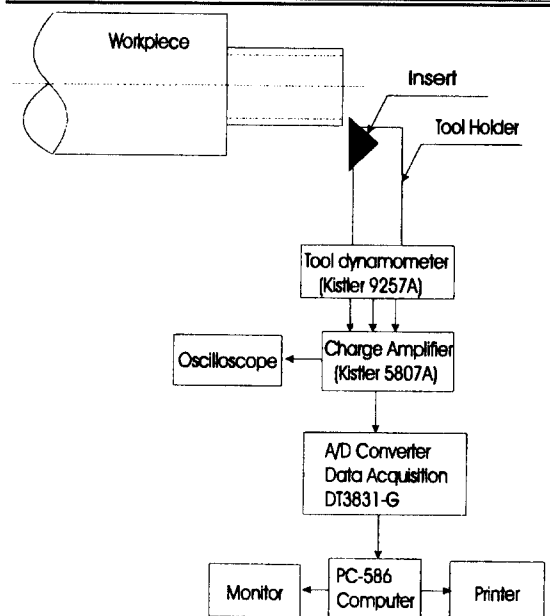 Workpiece
Insert
Tool Holder
Tool dynamometer
(Kistler 9257A)
Oscilloscope
Charge Amplifier
(Kistler 5807A)
A/D Converter
Data Acquisition
DT3831-G
Monitor
PC-586
Computer
Printer